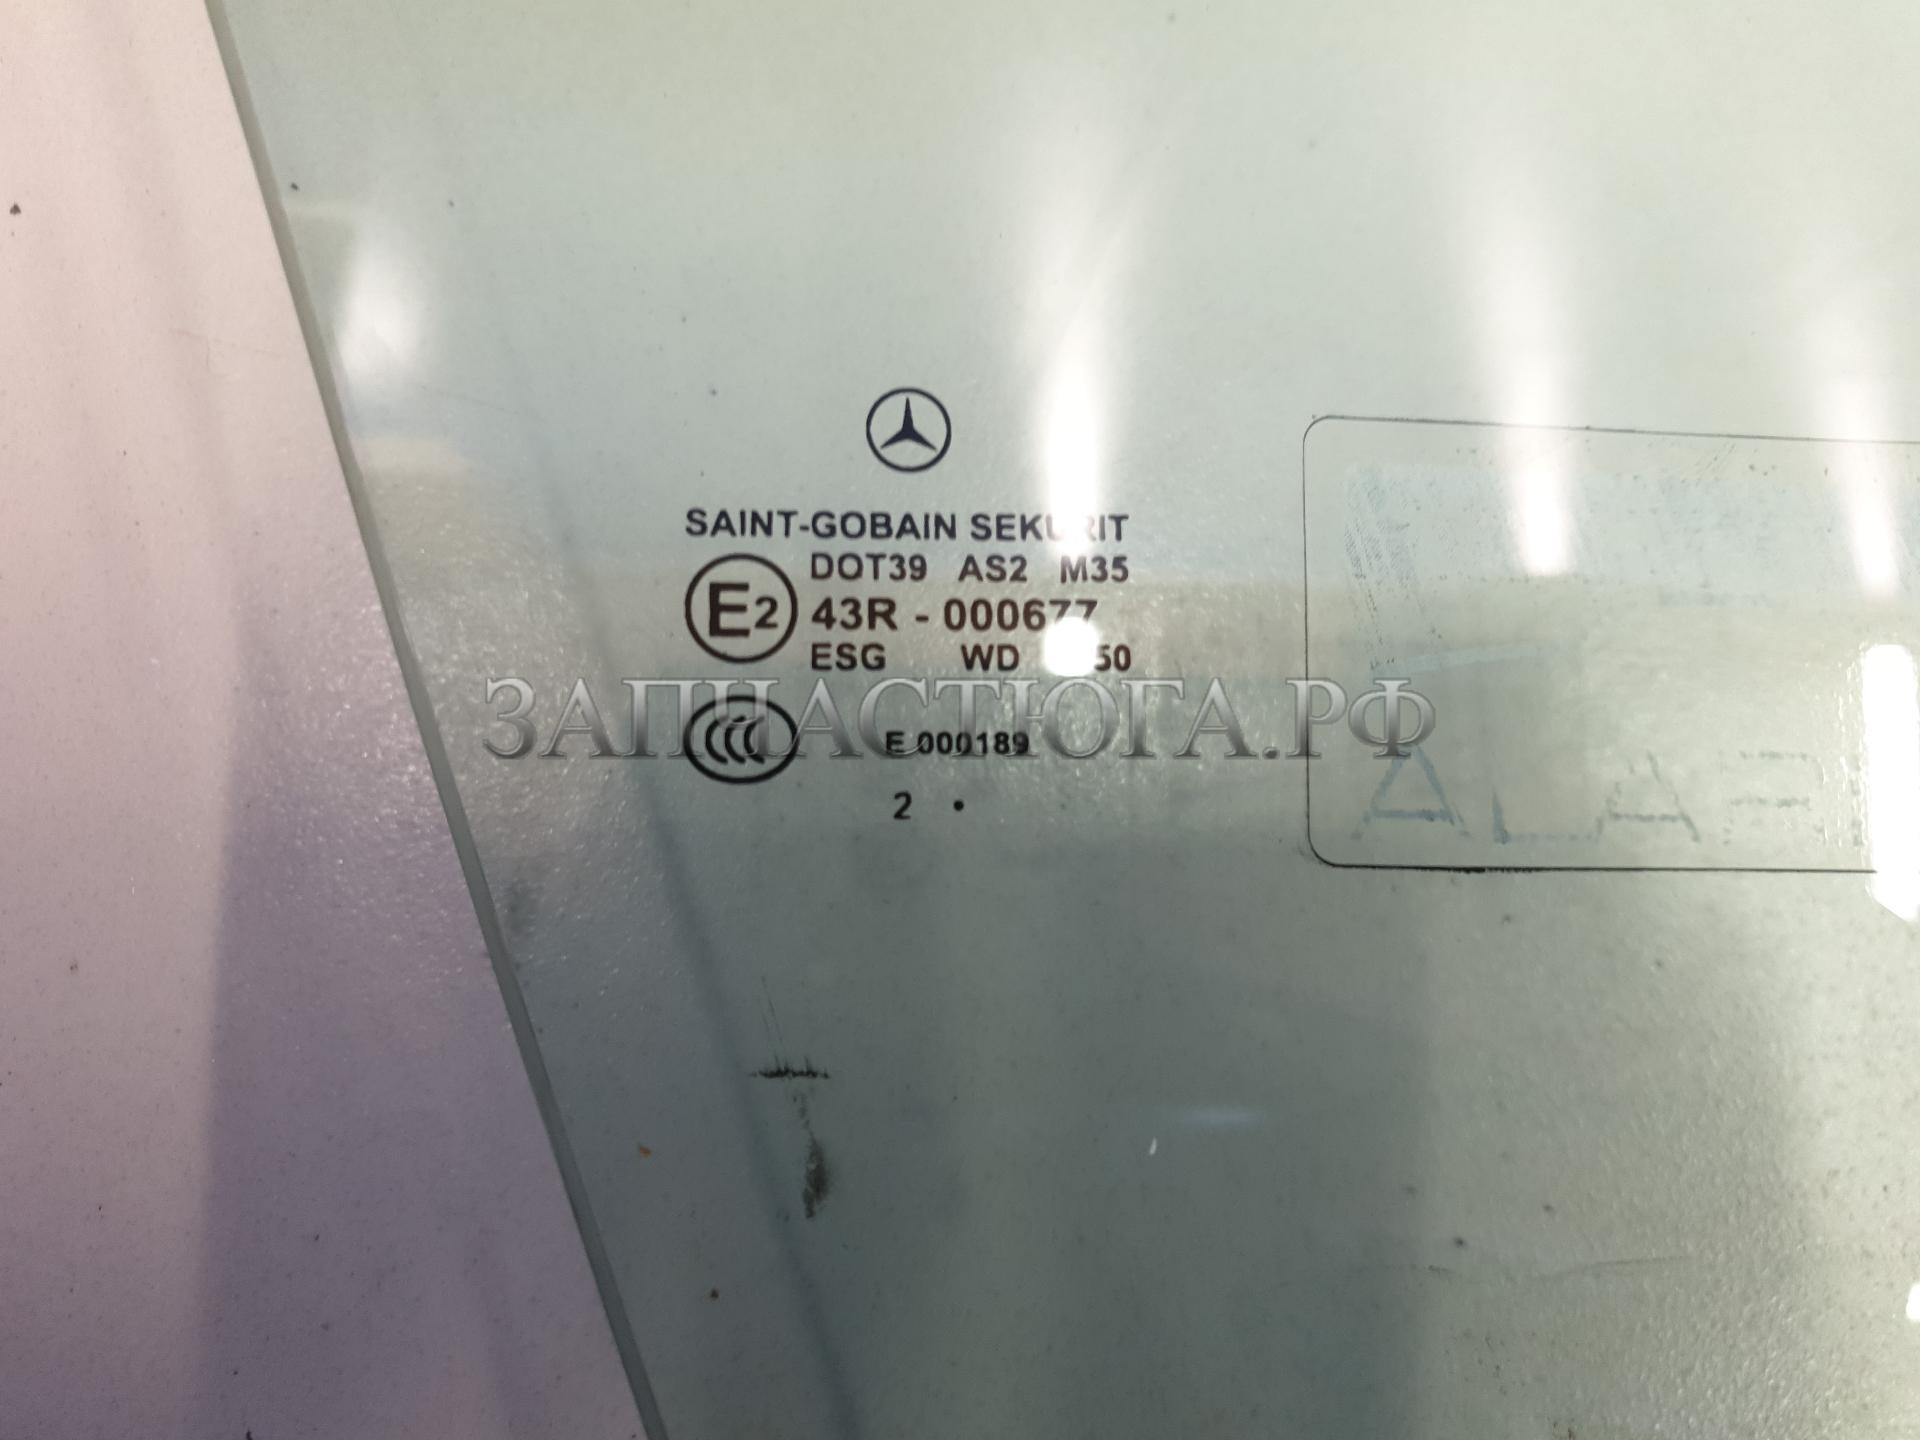 SAINT-GOBAIN SEKURIT
DOT39 AS2 M35
E2 43R - 000677
ESG WD
ЗАПЧАСТЮГА.РФ
E 000189
2 •